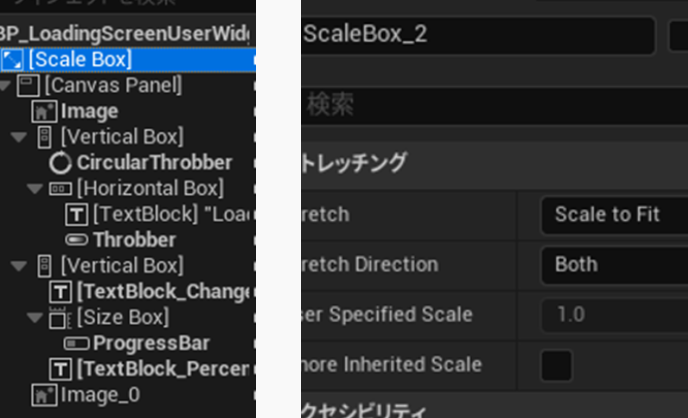 BP_LoadingScreenUserWid
[Scale Box]
[Canvas Panel]
Image
[Vertical Box]
CircularThrobber
[Horizontal Box]
[TextBlock] "Loa
Throbber
[Vertical Box]
[TextBlock_Change
[Size Box]
ProgressBar
[TextBlock_Percen
Image_0
ScaleBox_2
検索
トレッチング
retch
Scale to Fit
retch Direction
Both
ser Specified Scale
1.0
nore Inherited Scale
クセシビリティ